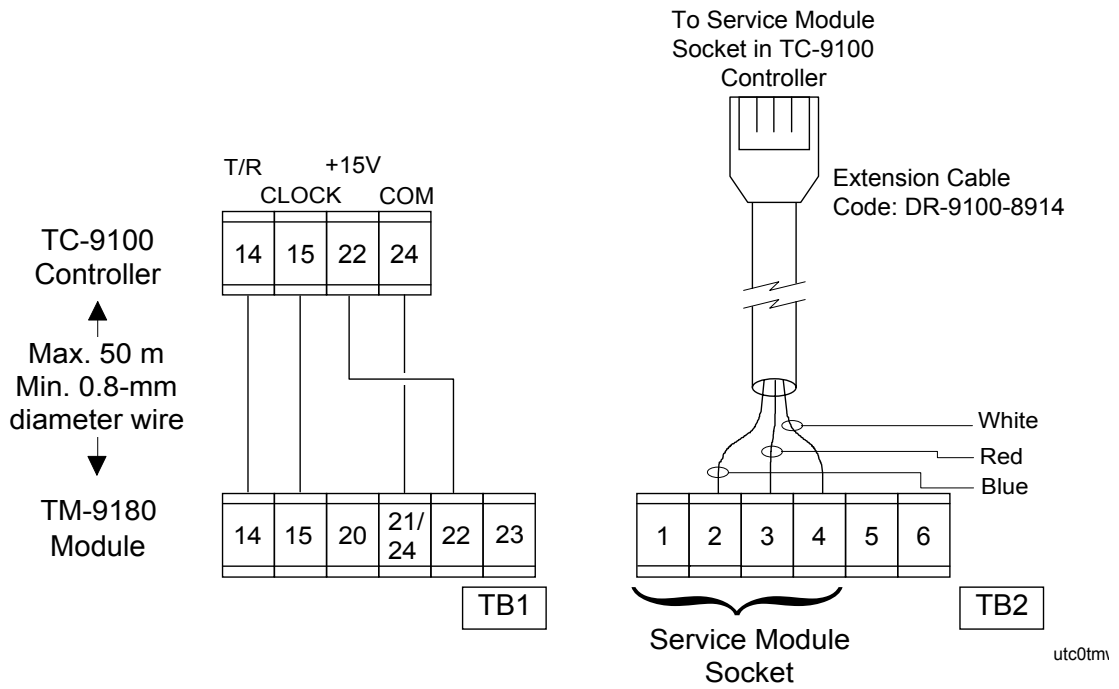 To Service Module
Socket in TC-9100
Controller
T/R
+15V
CLOCK
COM
Extension Cable
Code: DR-9100-8914
TC-9100
Controller
14
15
22
24
Max. 50 m
Min. 0.8-mm
diameter wire
White
Red
Blue
TM-9180
Module
14
15
20
21/
24
22
23
1
2
3
4
5
6
TB1
TB2
Service Module
Socket
utc0tmw